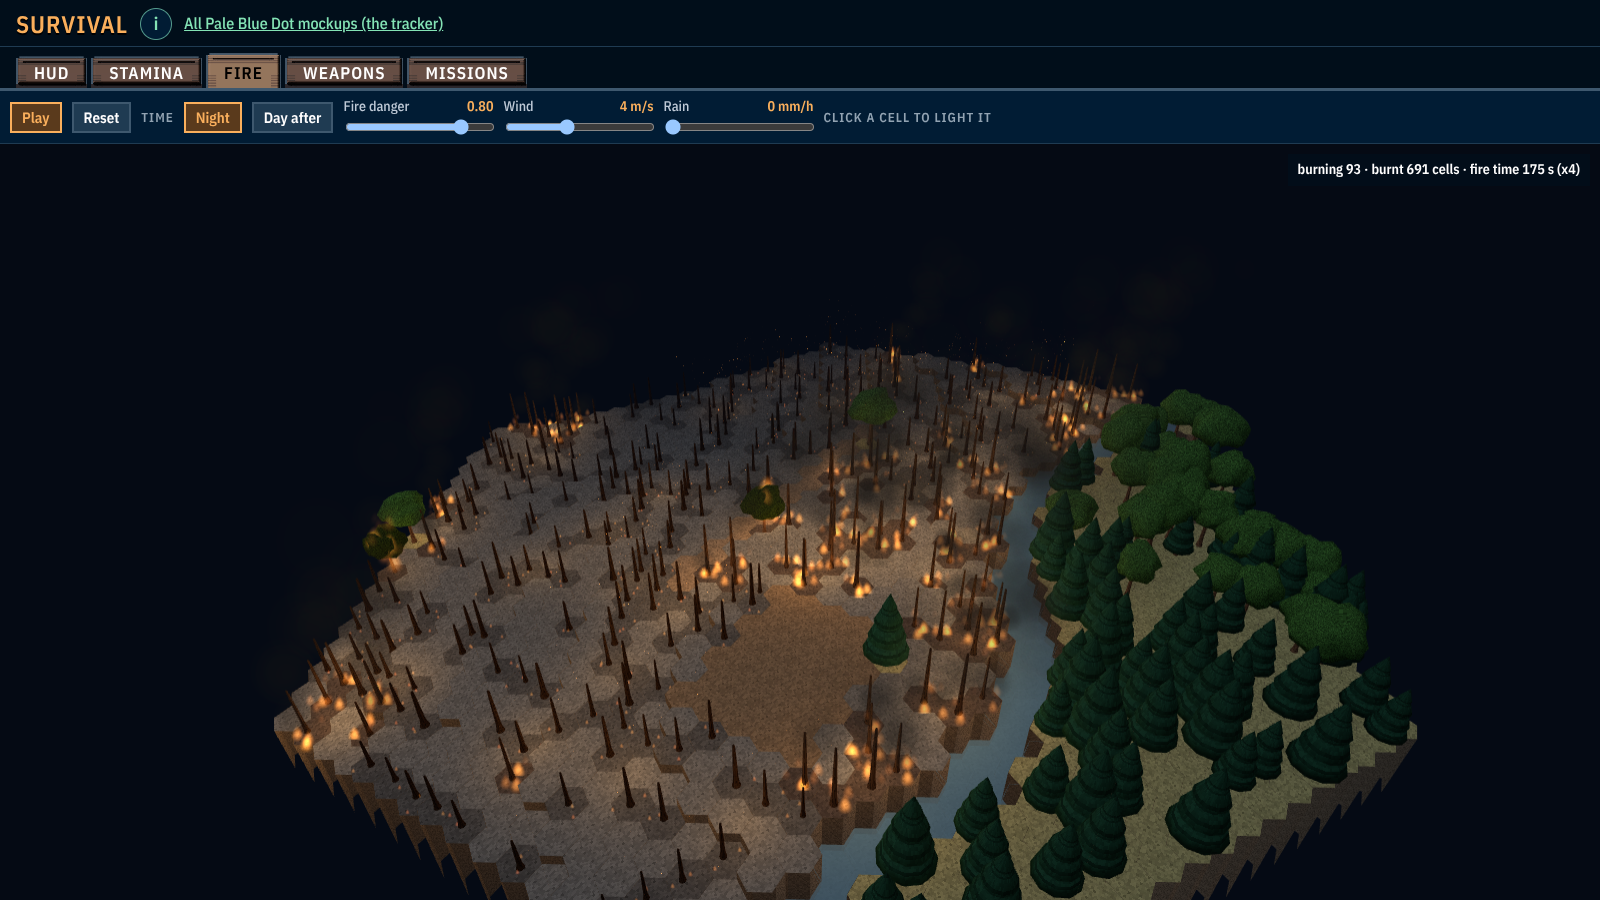 SURVIVAL i All Pale Blue Dot mockups (the tracker)
HUD STAMINA FIRE WEAPONS MISSIONS
Play Reset TIME Night Day after Fire danger 0.80 Wind 4 m/s Rain 0 mm/h CLICK A CELL TO LIGHT IT
burning 93 · burnt 691 cells · fire time 175 s (x4)